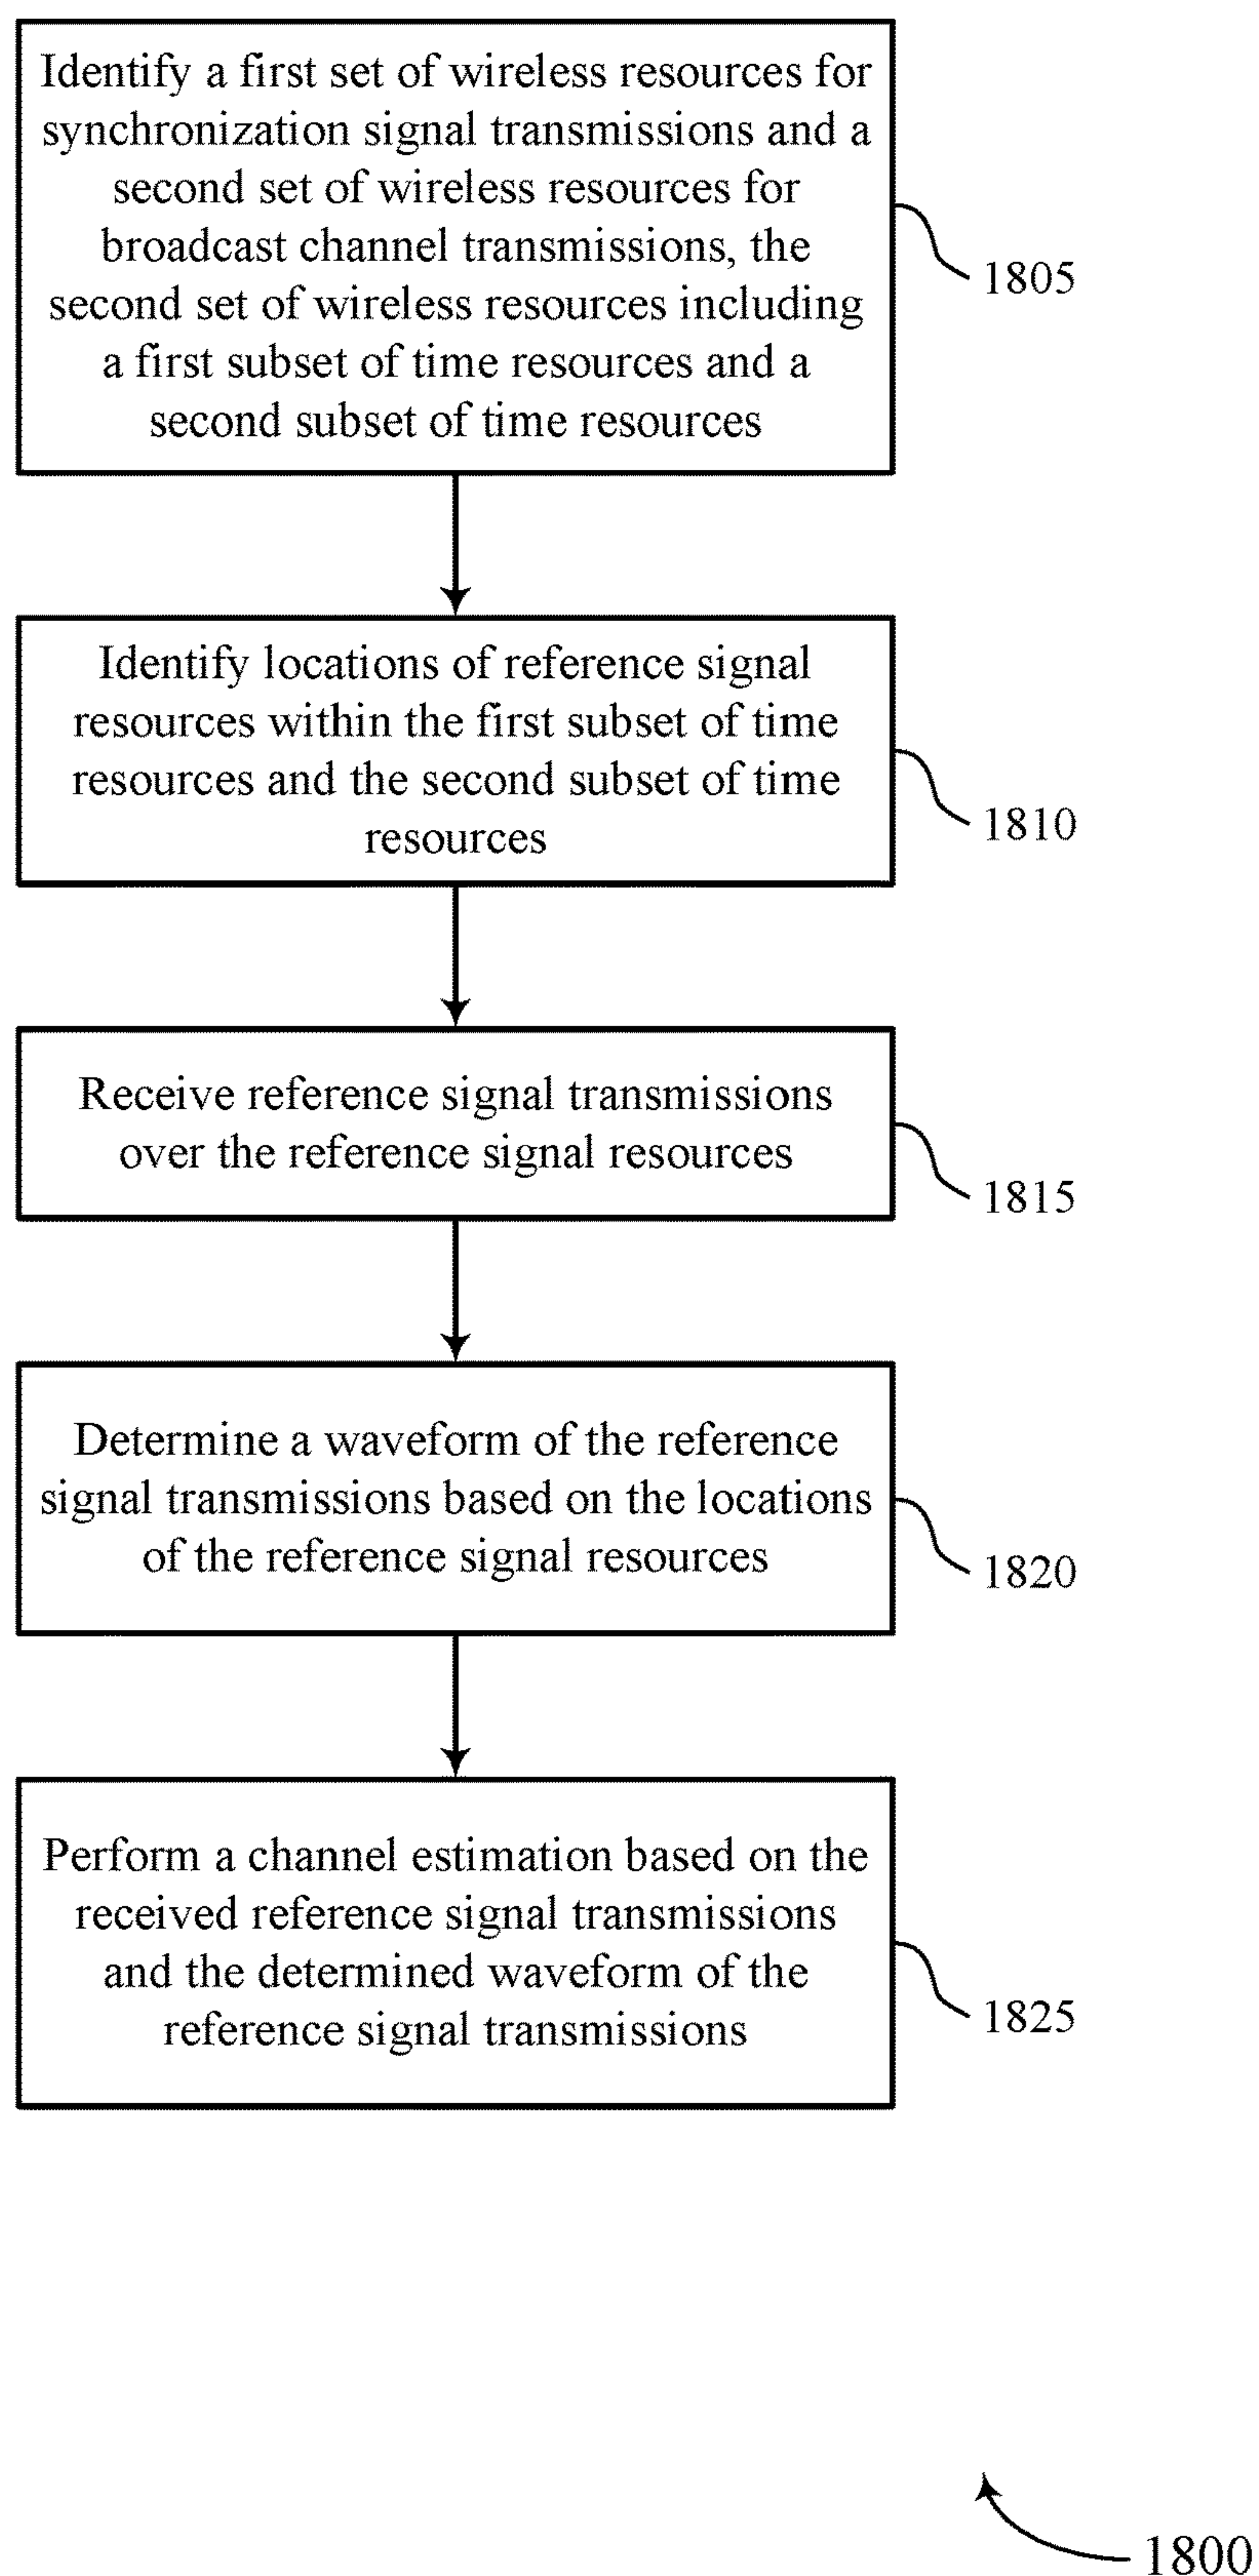 Identify a first set of wireless resources for
synchronization signal transmissions and a
second set of wireless resources for
broadcast channel transmissions, the
second set of wireless resources including
a first subset of time resources and a
second subset of time resources
1805
Identify locations of reference signal
resources within the first subset of time
resources and the second subset of time
resources
1810
Receive reference signal transmissions
over the reference signal resources
1815
Determine a waveform of the reference
signal transmissions based on the locations
of the reference signal resources
1820
Perform a channel estimation based on the
received reference signal transmissions
and the determined waveform of the
reference signal transmissions
1825
1800